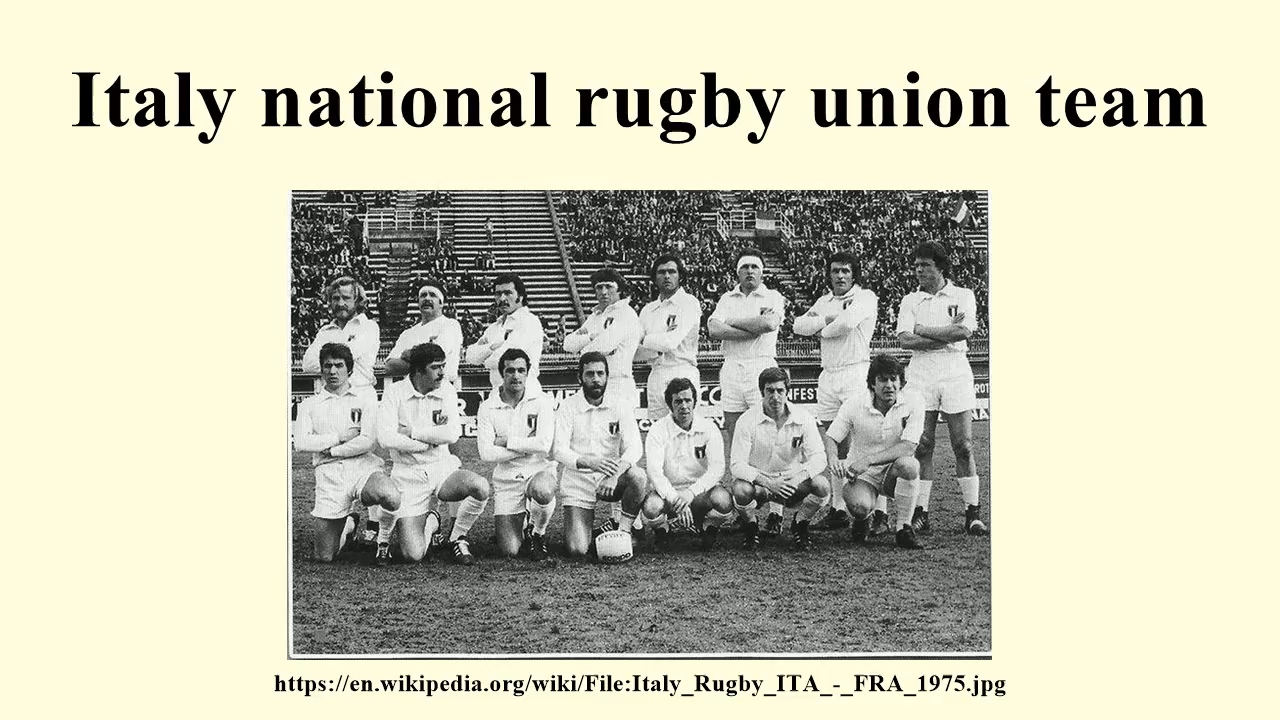 Italy national rugby union team
https://en.wikipedia.org/wiki/File:Italy_Rugby_ITA_-_FRA_1975.jpg